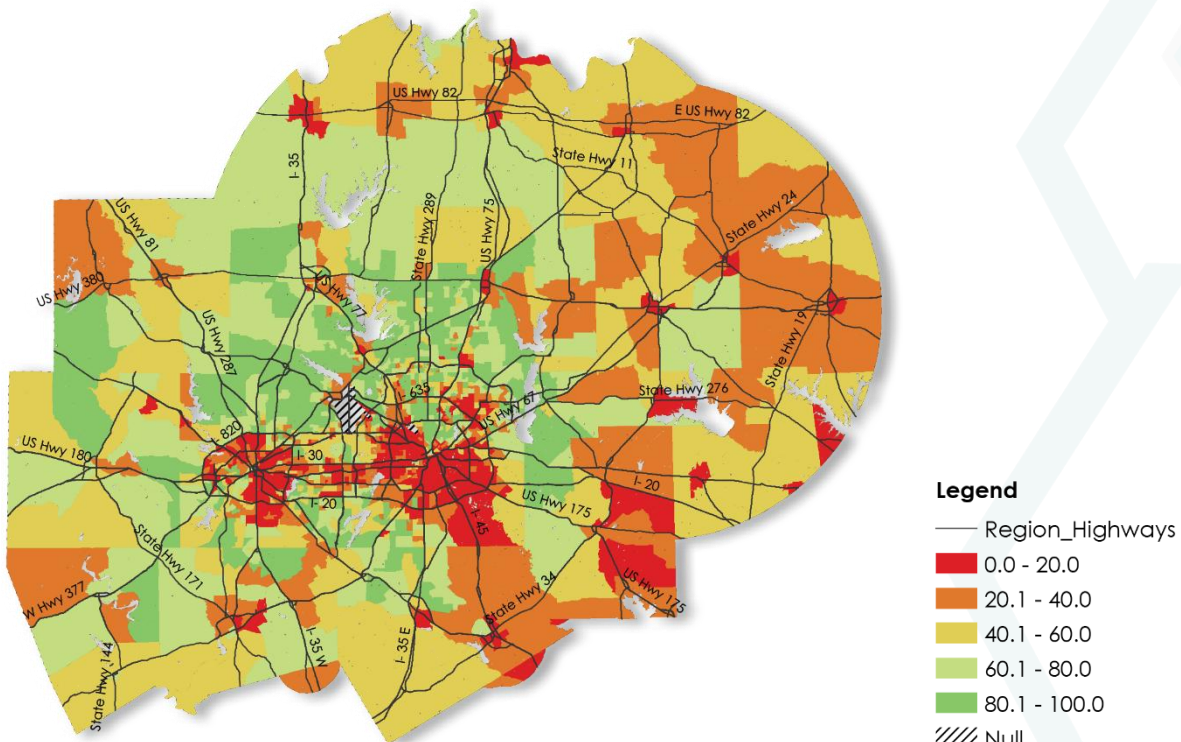 US Hwy 82
E US Hwy 82
State Hwy 11
I- 35
State Hwy 289
US Hwy 75
State Hwy 24
US Hwy 81
US Hwy 380
US Hwy 77
US Hwy 287
State Hwy 19
I- 635
US Hwy 67
State Hwy 276
I- 820
US Hwy 180
I- 30
I- 20
I- 20
US Hwy 175
I- 45
State Hwy 171
W Hwy 377
State Hwy 34
US Hwy 175
State Hwy 144
I- 35 W
I- 35 E
Legend
Region_Highways
0.0 - 20.0
20.1 - 40.0
40.1 - 60.0
60.1 - 80.0
80.1 - 100.0
Null